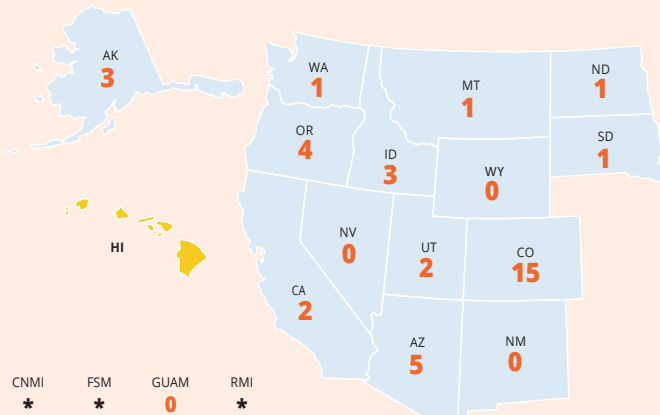 AK
3
WA
1
MT
1
ND
1
OR
4
ID
3
SD
1
WY
0
HI
NV
0
UT
2
CO
15
CA
2
AZ
5
NM
0
CNMI FSM GUAM RMI
* * 0 *